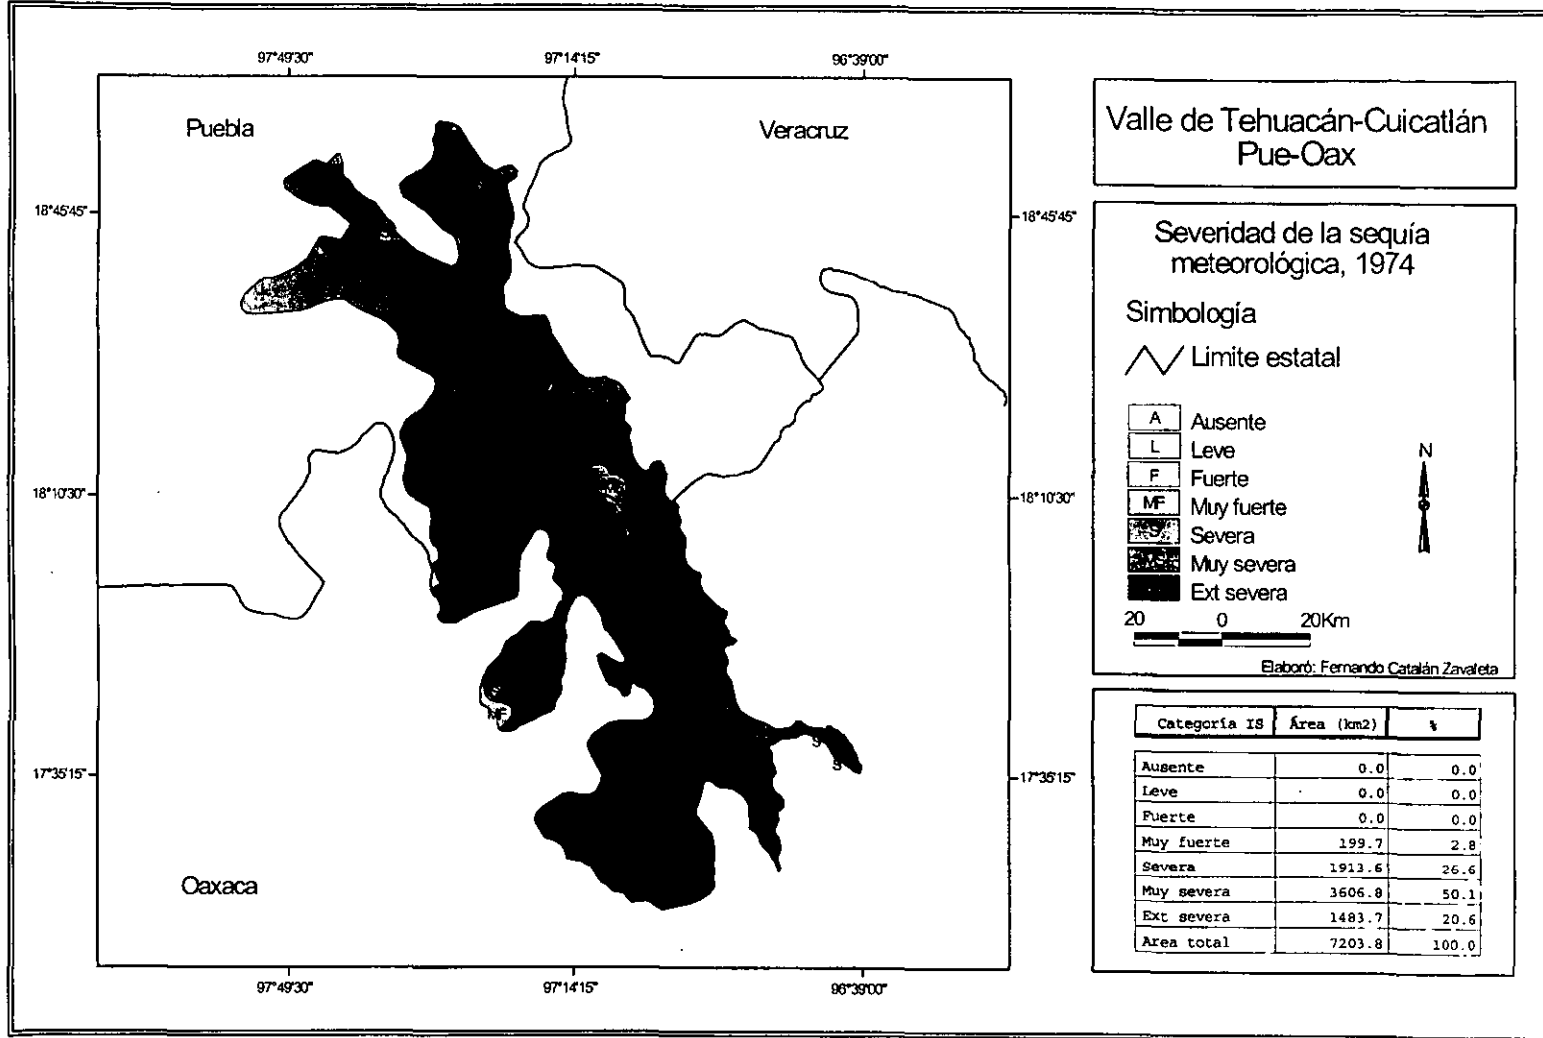 97°49'30"
97°14'15"
96°39'00"
Puebla
Veracruz
18°45'45"
18°45'45"
18°10'30"
18°10'30"
MF
S
S
17°35'15"
17°35'15"
Oaxaca
97°49'30"
97°14'15"
96°39'00"
Valle de Tehuacán-Cuicatlán
Pue-Oax
Severidad de la sequía
meteorológica, 1974
Simbología
Limite estatal
A Ausente
L Leve
F Fuerte
MF Muy fuerte
S Severa
Muy severa
Ext severa
N
20 0 20Km
Elaboró: Fernando Catalán Zavaleta
Categoría IS Área (km2) %
Ausente 0.0 0.0
Leve 0.0 0.0
Fuerte 0.0 0.0
Muy fuerte 199.7 2.8
Severa 1913.6 26.6
Muy severa 3606.8 50.1
Ext severa 1483.7 20.6
Area total 7203.8 100.0